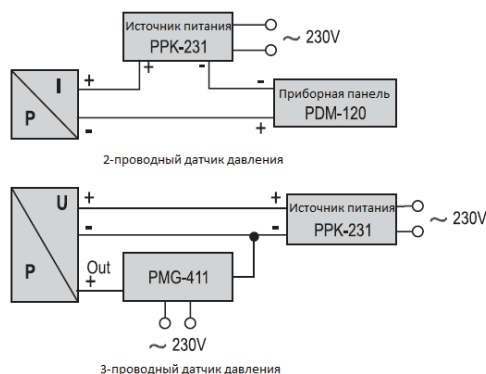 Источник питания
PPK-231
~ 230V
+
-
I
P
+
-
-
+
Приборная панель
PDM-120
2-проводный датчик давления
U
P
+
-
Out
+
+
-
Источник питания
PPK-231
~ 230V
PMG-411
~ 230V
3-проводный датчик давления